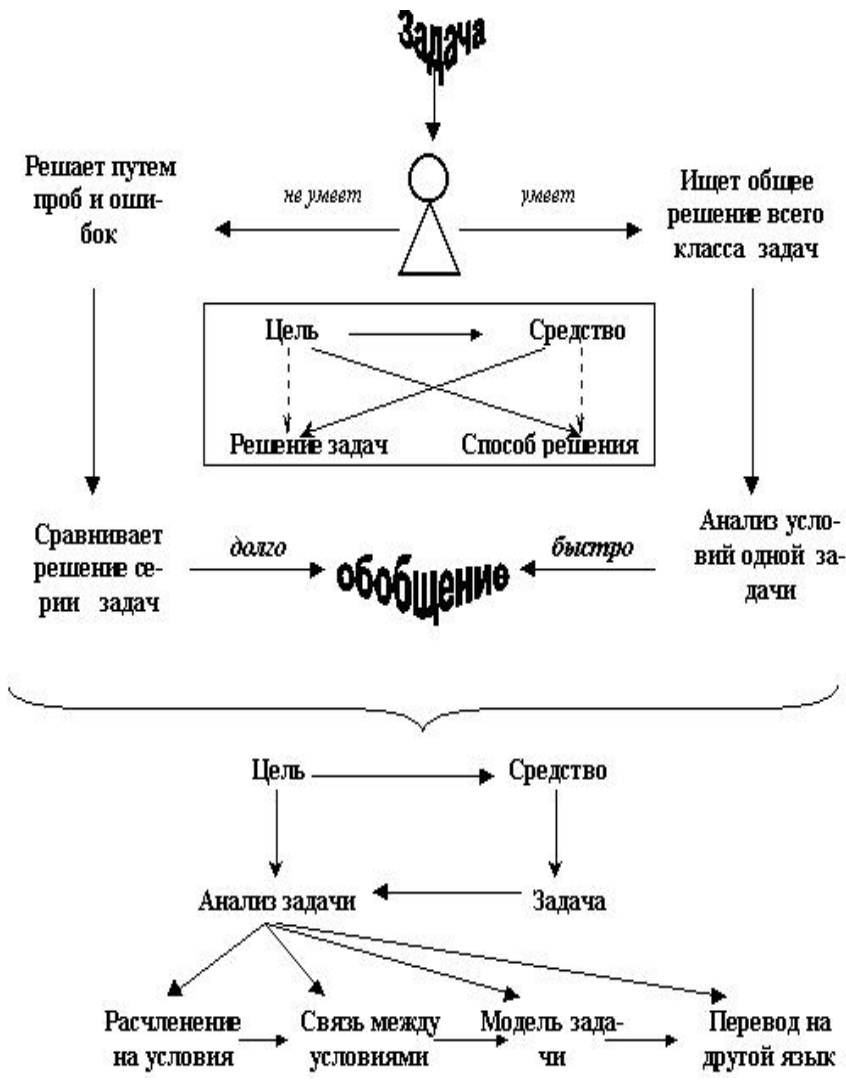 Задача
Решает путем
проб и оши-
бок
не умеет
умеет
Ищет общее
решение всего
класса задач
Цель
Средство
Решение задач
Способ решения
Сравнивает
решение се-
рии задач
долго
обобщение
быстро
Анализ усло-
вий одной за-
дачи
Цель
Средство
Анализ задачи
Задача
Расчленение
на условия
Связь между
условиями
Модель зада-
чи
Перевод на
другой язык